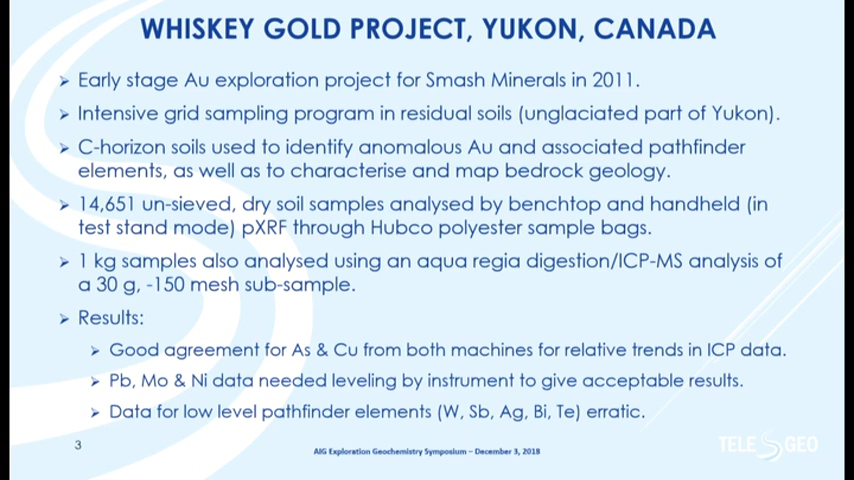 WHISKEY GOLD PROJECT, YUKON, CANADA
➢ Early stage Au exploration project for Smash Minerals in 2011.
➢ Intensive grid sampling program in residual soils (unglaciated part of Yukon).
➢ C-horizon soils used to identify anomalous Au and associated pathfinder
elements, as well as to characterise and map bedrock geology.
➢ 14,651 un-sieved, dry soil samples analysed by benchtop and handheld (in
test stand mode) pXRF through Hubco polyester sample bags.
➢ 1 kg samples also analysed using an aqua regia digestion/ICP-MS analysis of
a 30 g, -150 mesh sub-sample.
➢ Results:
➢ Good agreement for As & Cu from both machines for relative trends in ICP data.
➢ Pb, Mo & Ni data needed leveling by instrument to give acceptable results.
➢ Data for low level pathfinder elements (W, Sb, Ag, Bi, Te) erratic.
3
AIG Exploration Geochemistry Symposium – December 3, 2018
TELE GEO